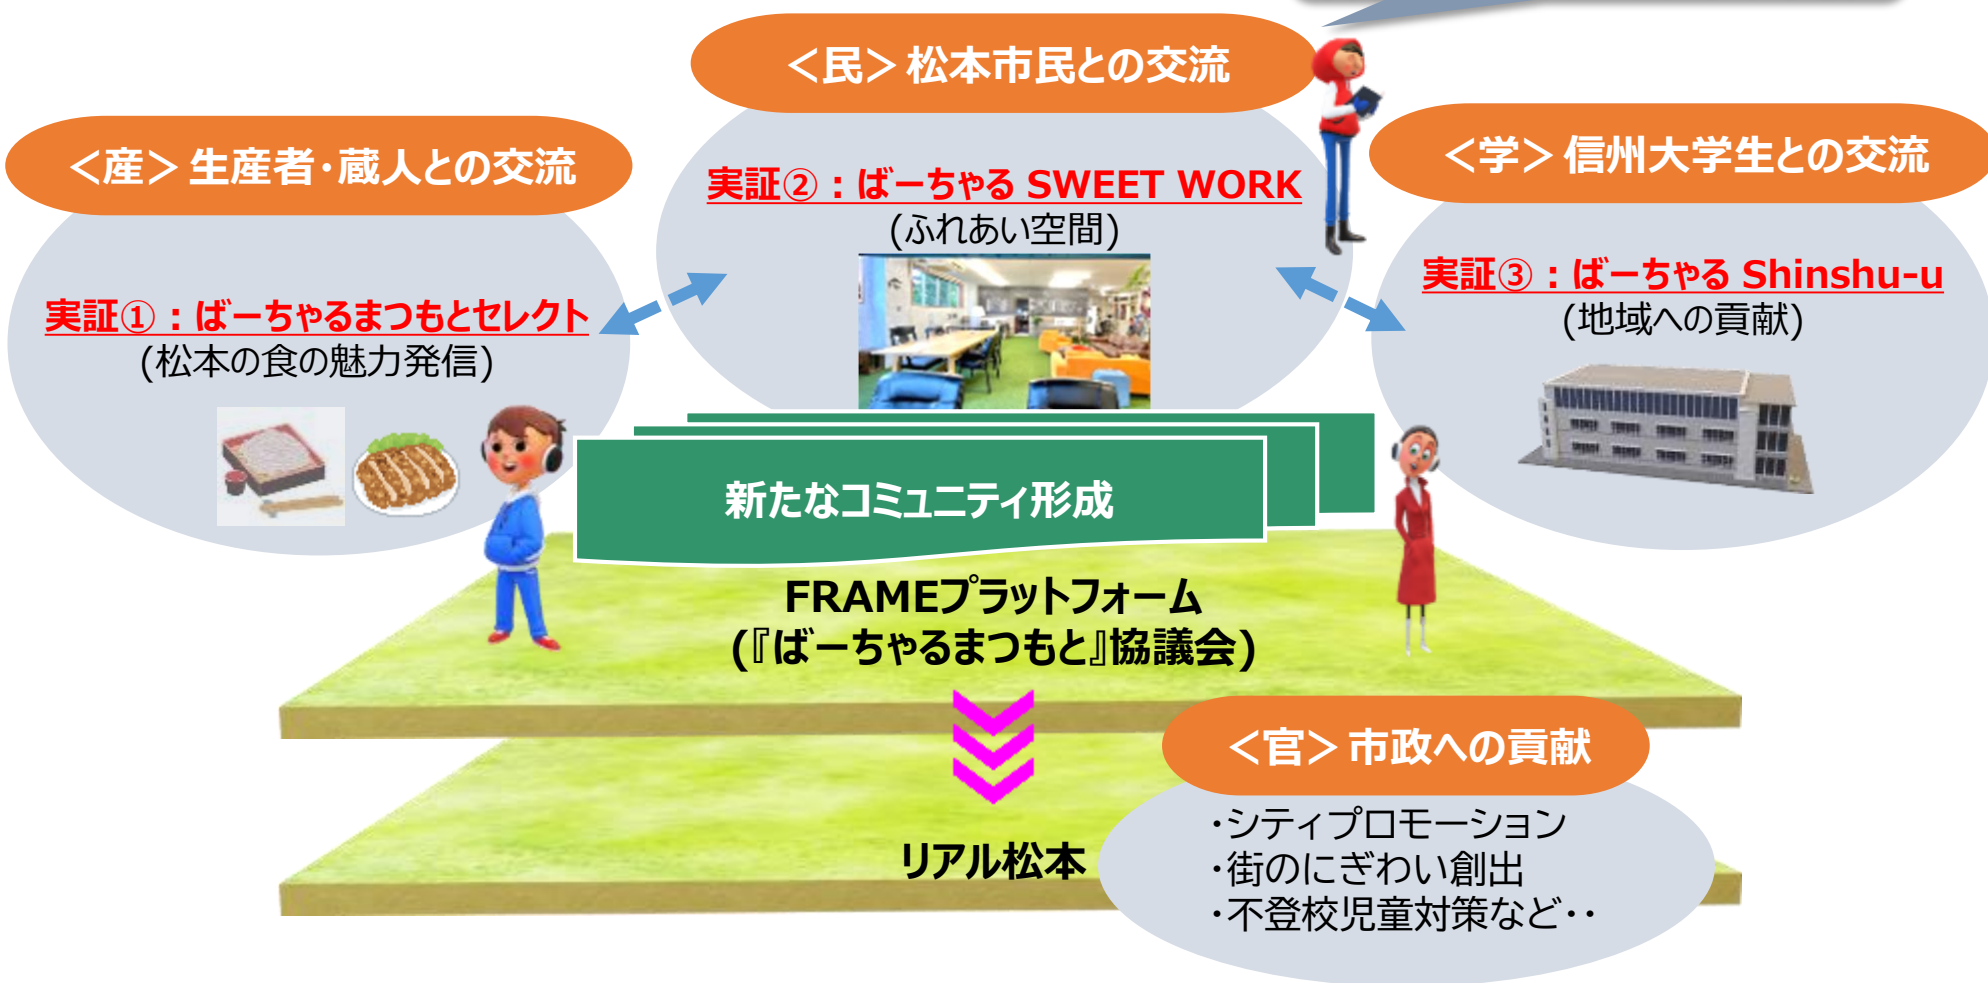 ＜民＞松本市民との交流
＜産＞生産者・蔵人との交流
＜学＞信州大学生との交流
実証②：ばーちゃる SWEET WORK
(ふれあい空間)
実証①：ばーちゃるまつもとセレクト
(松本の食の魅力発信)
実証③：ばーちゃる Shinshu-u
(地域への貢献)
新たなコミュニティ形成
FRAMEプラットフォーム
(『ばーちゃるまつもと』協議会)
＜官＞市政への貢献
リアル松本
・シティプロモーション
・街のにぎわい創出
・不登校児童対策など・・